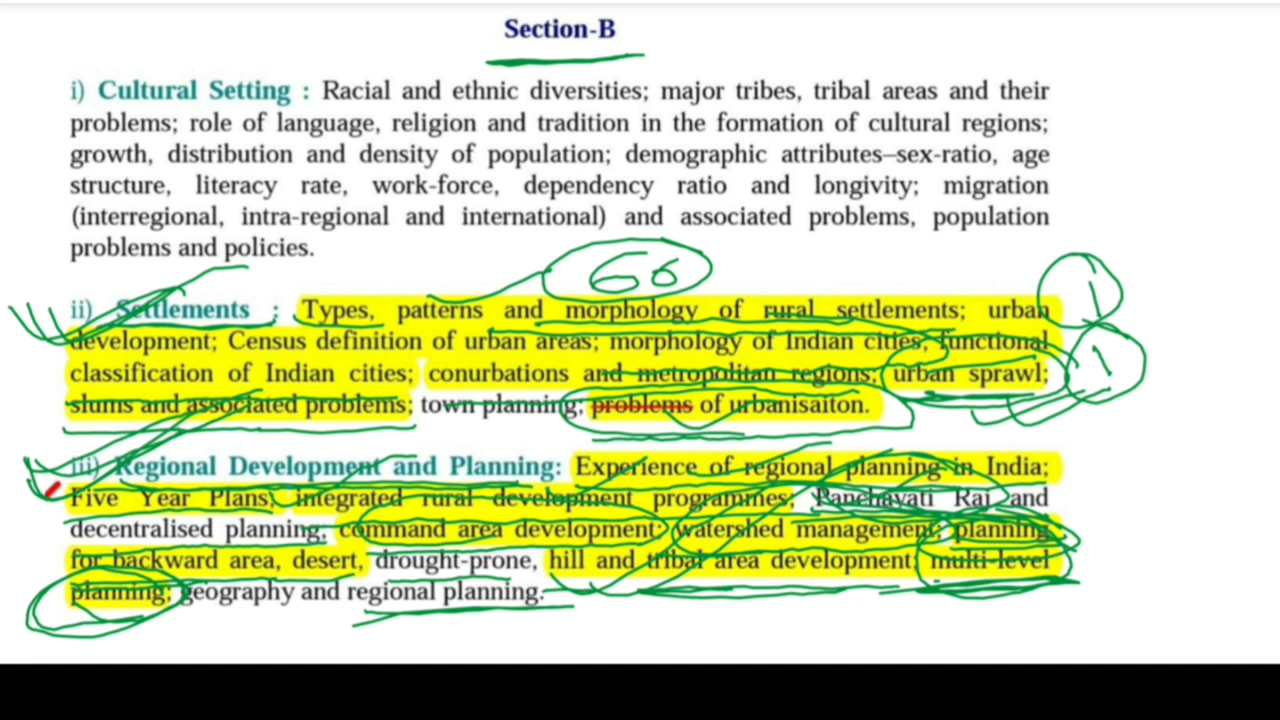 Section-B
i) Cultural Setting : Racial and ethnic diversities; major tribes, tribal areas and their
problems; role of language, religion and tradition in the formation of cultural regions;
growth, distribution and density of population; demographic attributes–sex-ratio, age
structure, literacy rate, work-force, dependency ratio and longivity; migration
(interregional, intra-regional and international) and associated problems, population
problems and policies.
ii) Settlements : Types, patterns and morphology of rural settlements; urban
development; Census definition of urban areas; morphology of Indian cities; functional
classification of Indian cities; conurbations and metropolitan regions; urban sprawl;
slums and associated problems; town planning; problems of urbanisaiton.
iii) Regional Development and Planning: Experience of regional planning in India;
Five Year Plans; integrated rural development programmes; Panchayati Raj and
decentralised planning; command area development; watershed management; planning
for backward area, desert, drought-prone, hill and tribal area development; multi-level
planning; geography and regional planning.